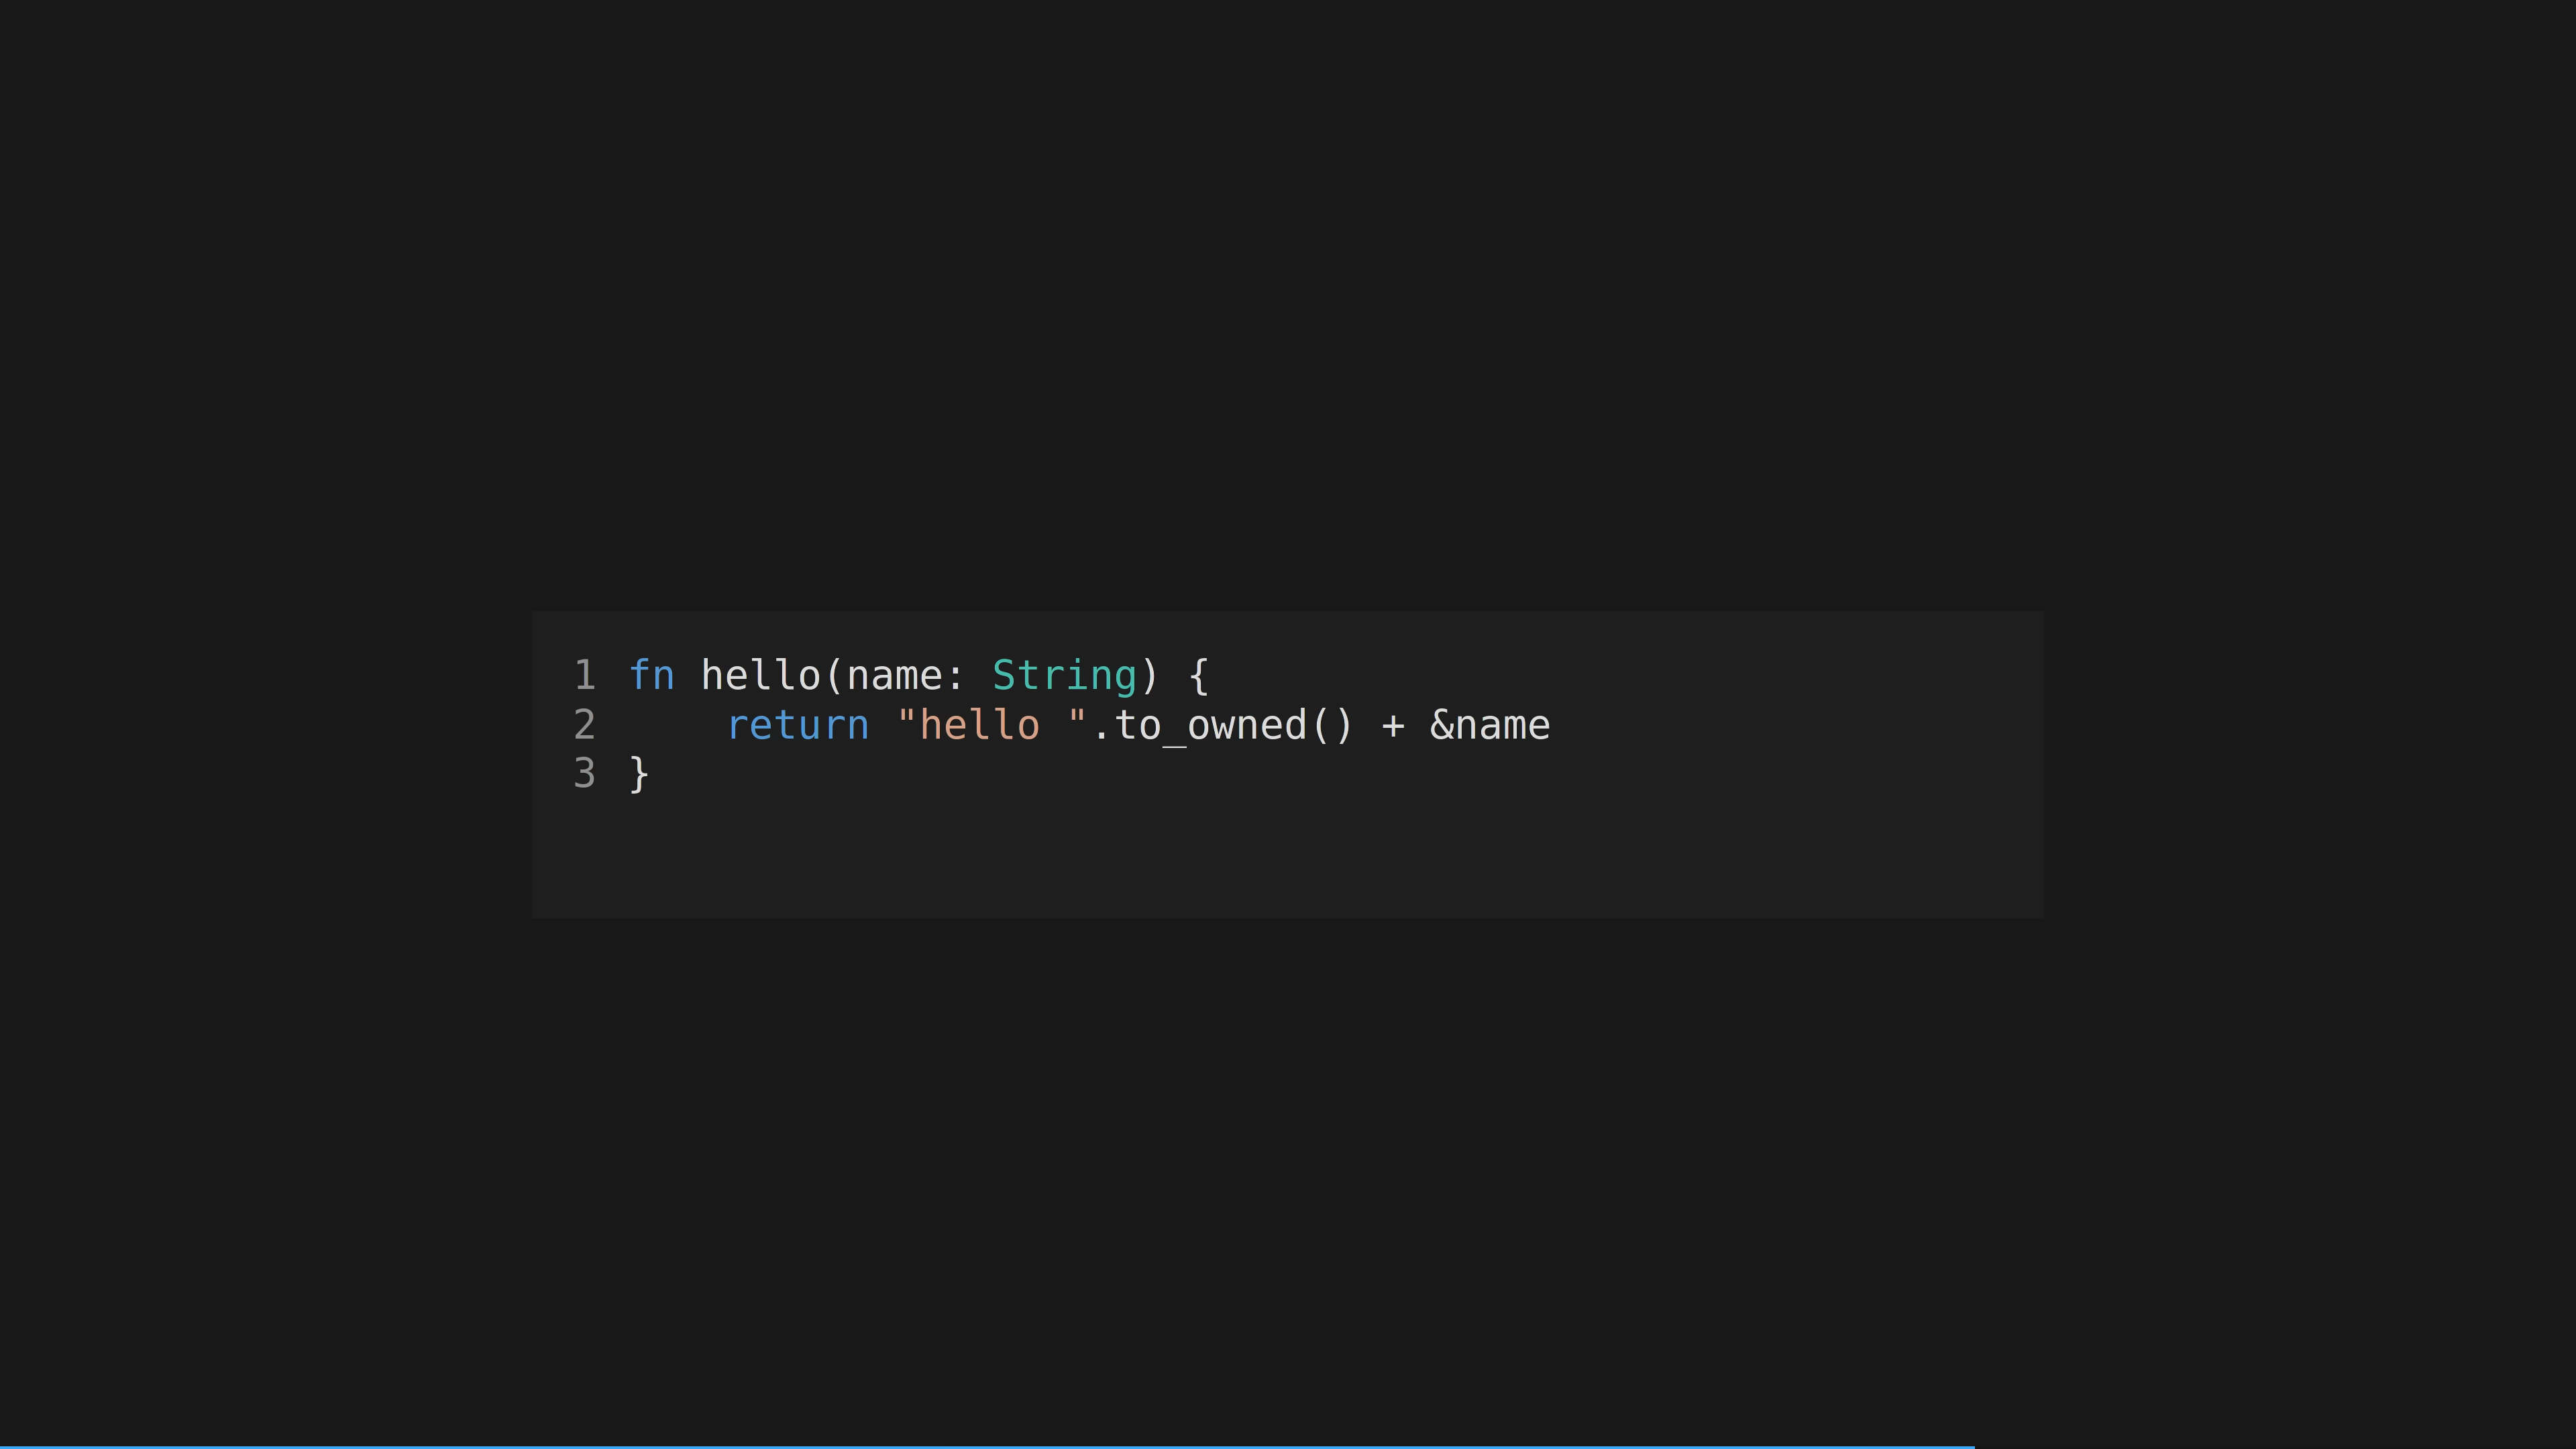 1 fn hello(name: String) {
2     return "hello ".to_owned() + &name
3 }